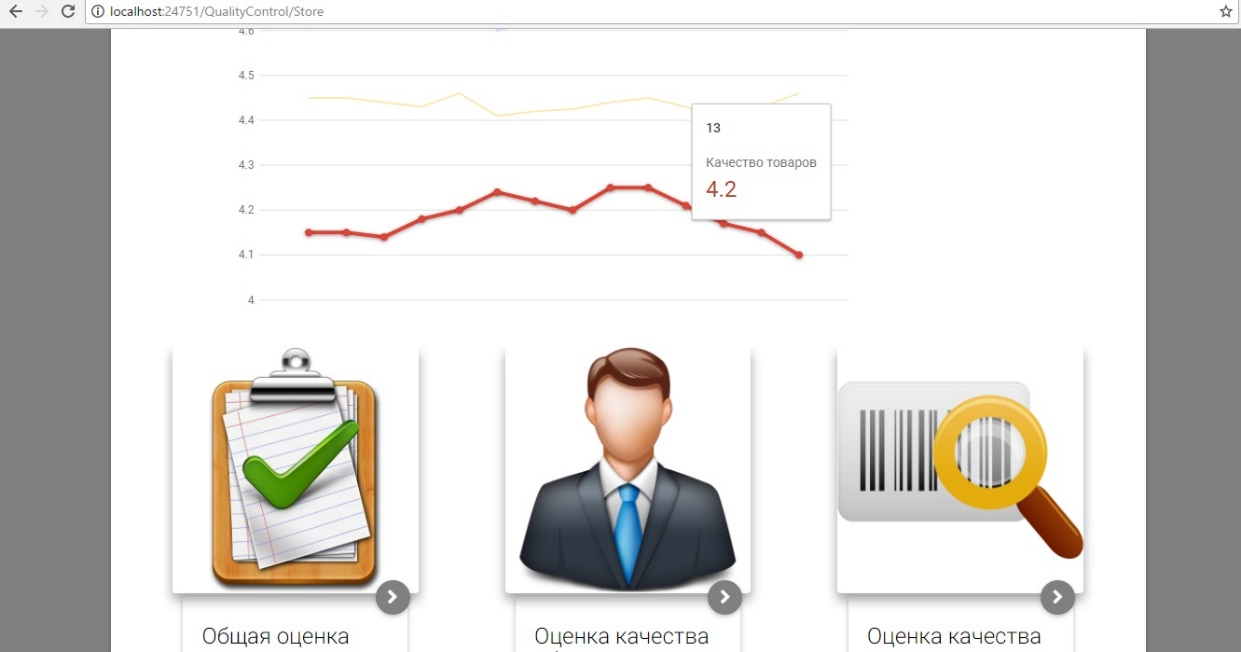 localhost:24751/QualityControl/Store
4.6
4.5
4.4
13
4.3
Качество товаров
4.2
4.2
4.1
4
Общая оценка
Оценка качества
Оценка качества